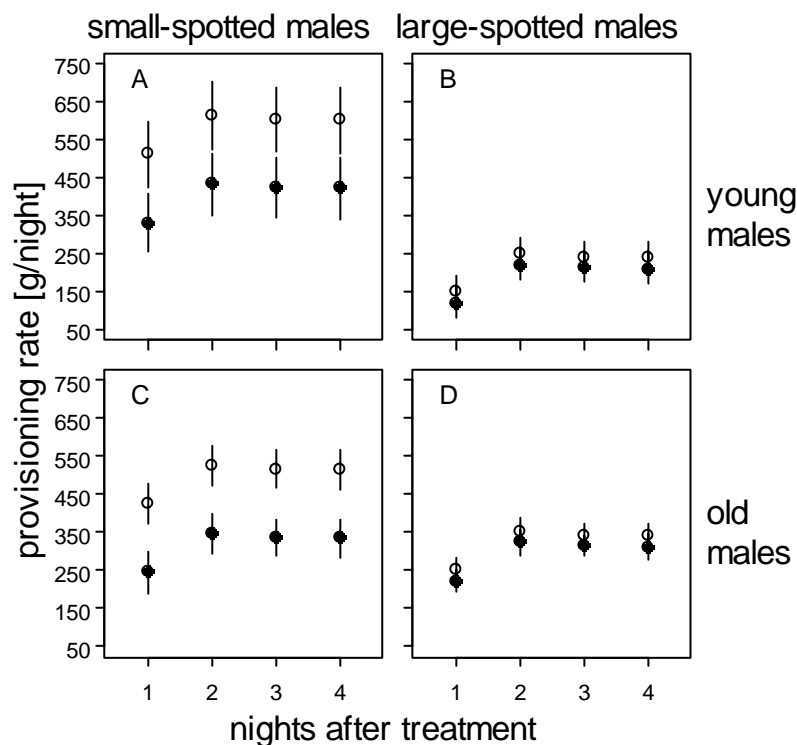 small-spotted males large-spotted males
provisioning rate [g/night]
A
750
650
550
450
350
250
150
50
B
young
males
C
750
650
550
450
350
250
150
50
D
old
males
1 2 3 4
1 2 3 4
nights after treatment